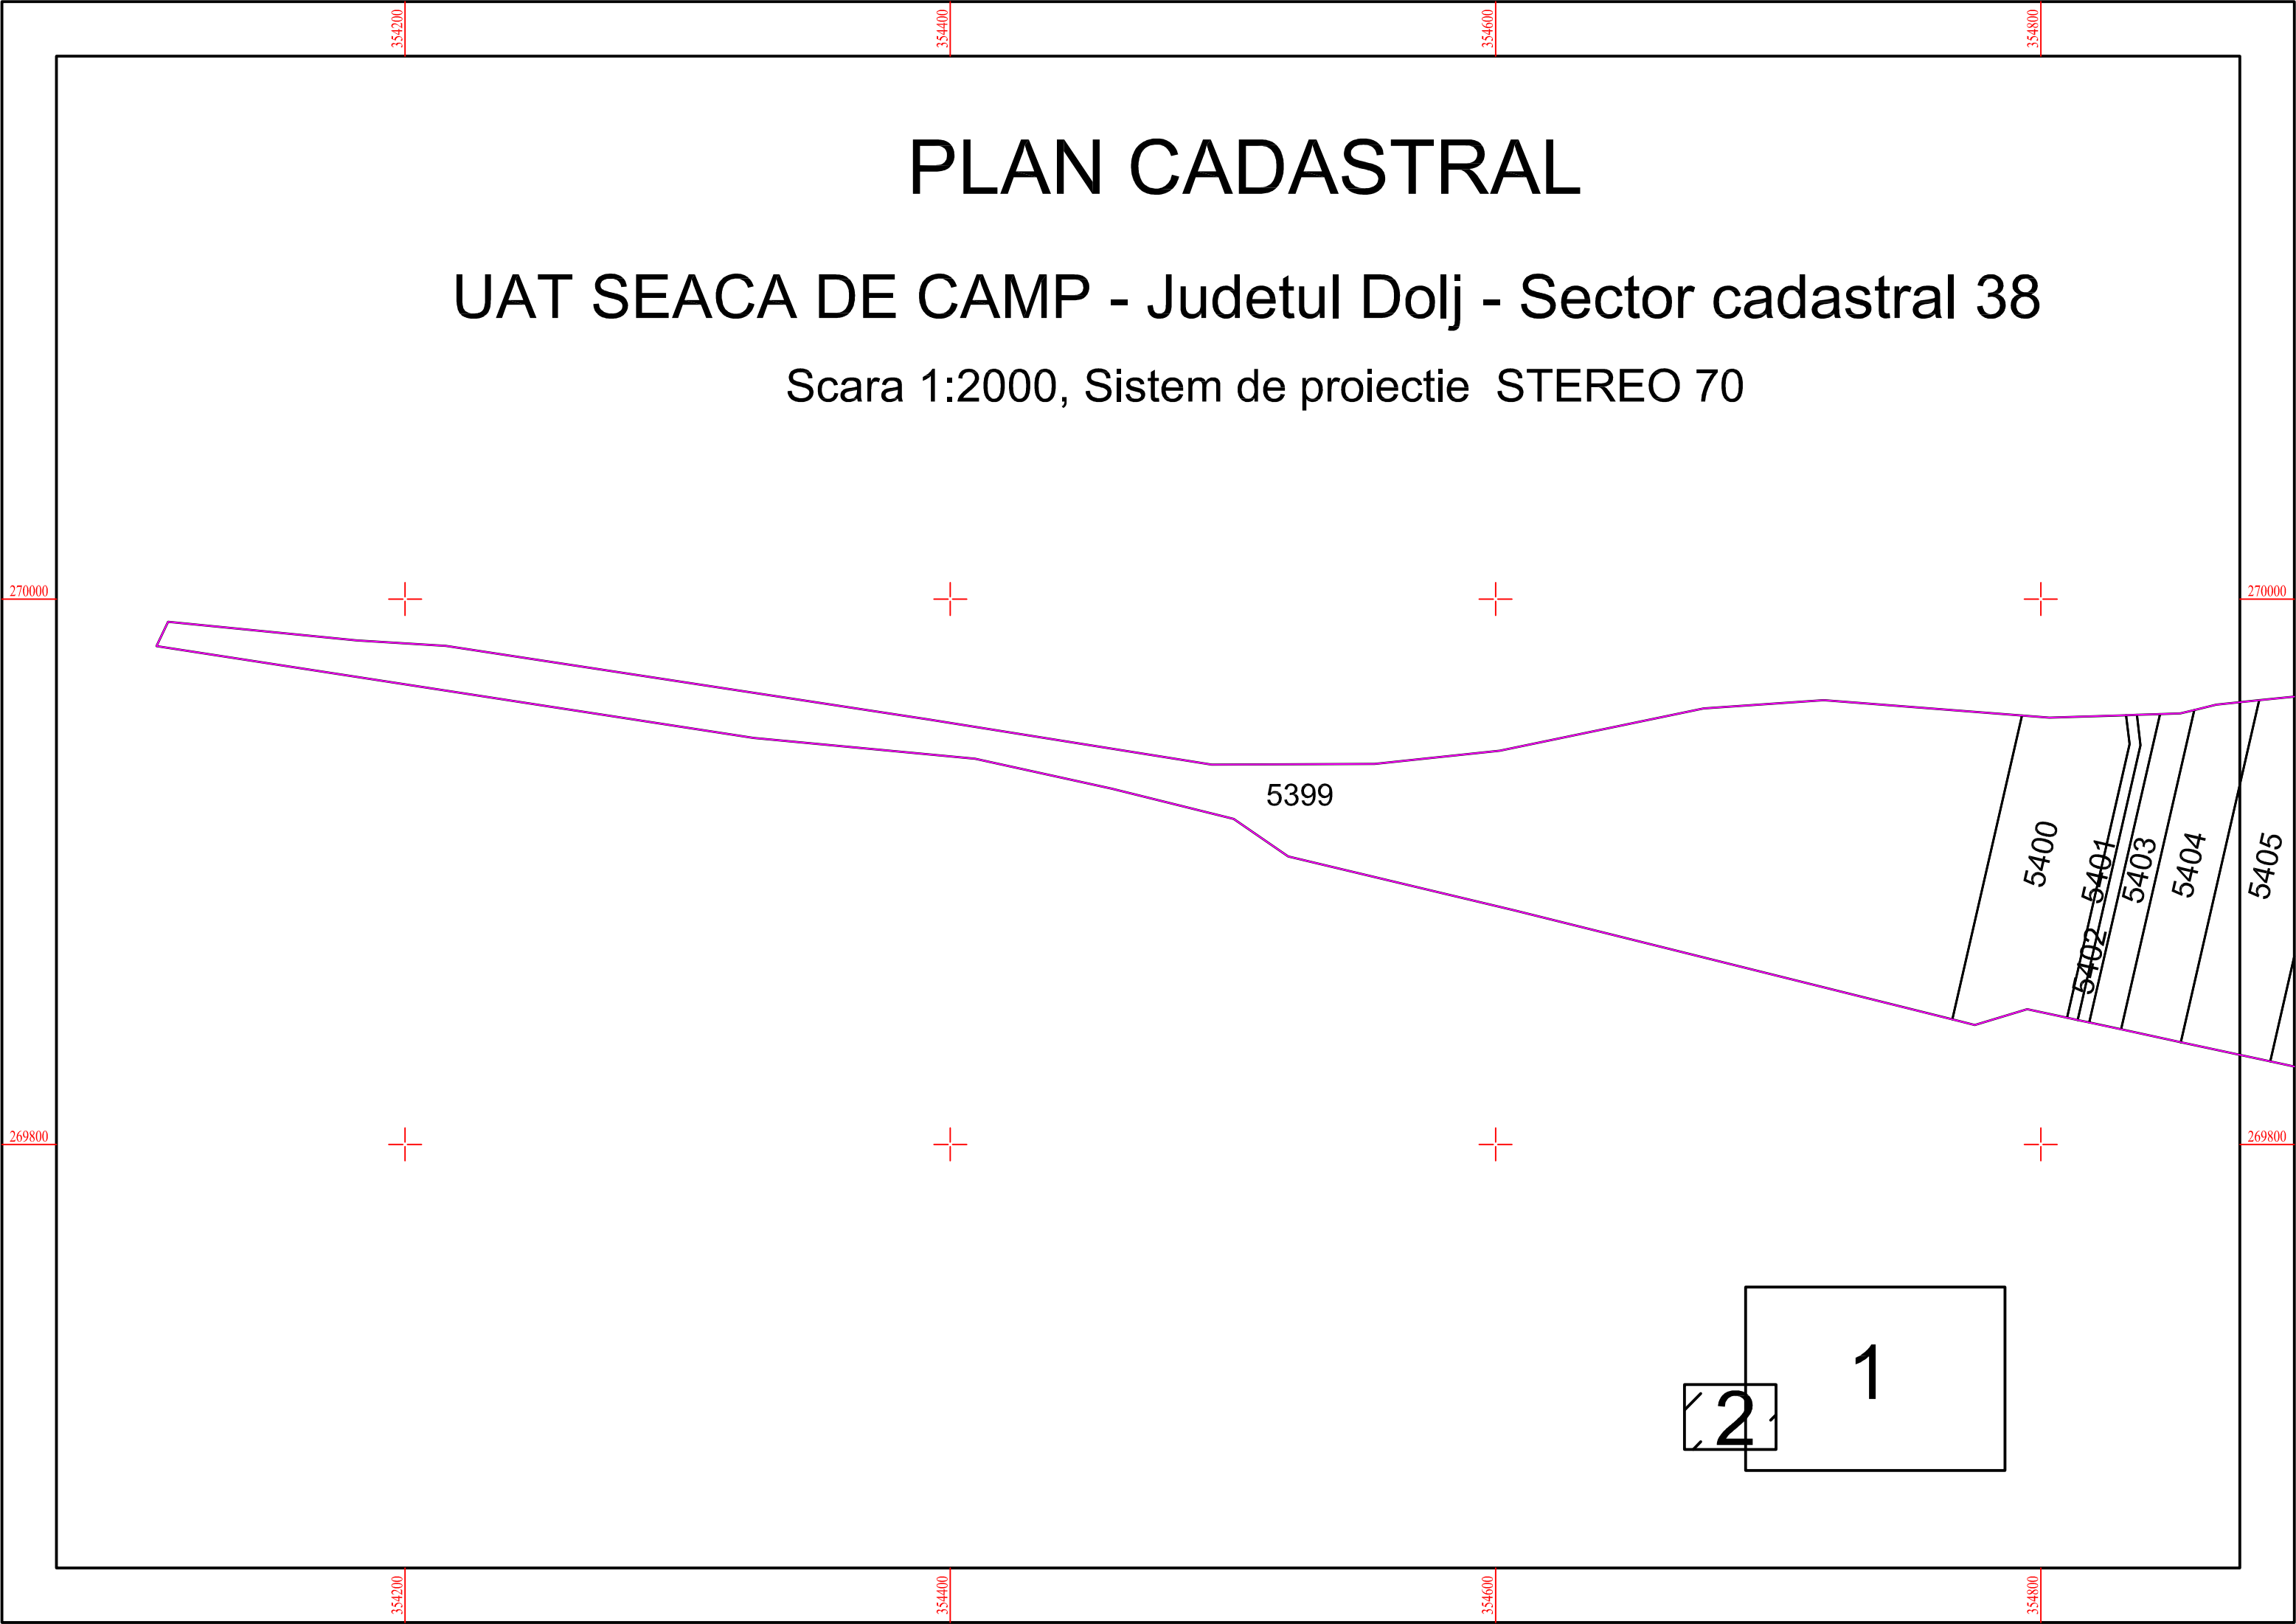 354200 354400 354600 354800
PLAN CADASTRAL
UAT SEACA DE CAMP - Judetul Dolj - Sector cadastral 38
Scara 1:2000, Sistem de proiectie STEREO 70
270000 270000
5399
5400
5401
5402
5403
5404
5405
269800 269800
1
2
354200 354400 354600 354800